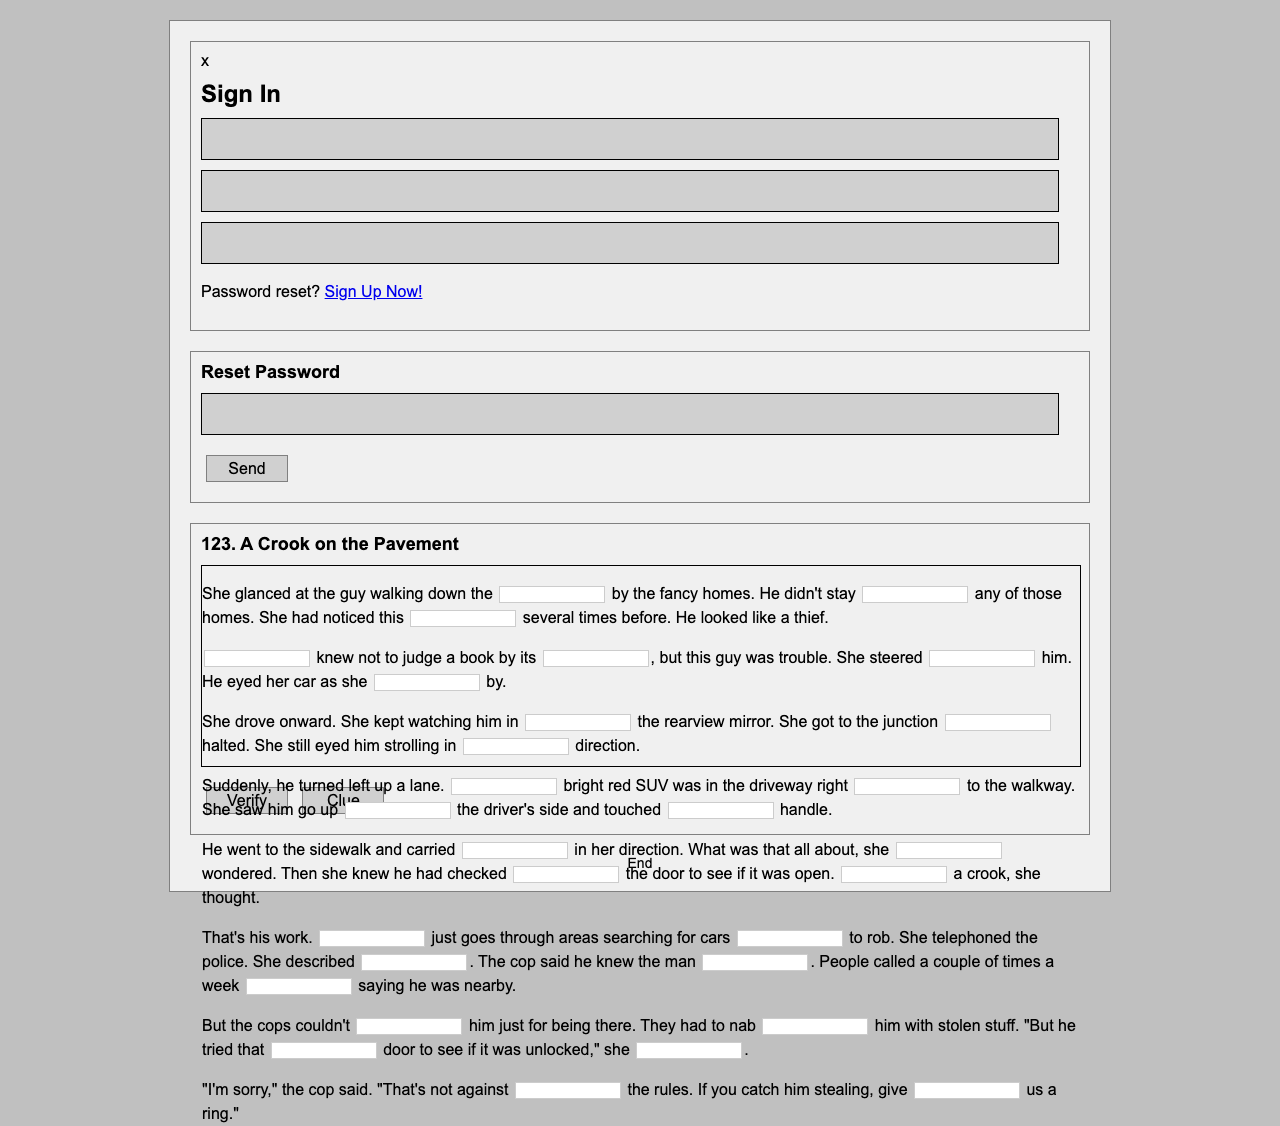 x
Sign In
Password reset? Sign Up Now!
Reset Password
Send
123. A Crook on the Pavement
She glanced at the guy walking down the by the fancy homes. He didn't stay any of those
homes. She had noticed this several times before. He looked like a thief.
knew not to judge a book by its , but this guy was trouble. She steered him.
He eyed her car as she by.
She drove onward. She kept watching him in the rearview mirror. She got to the junction
halted. She still eyed him strolling in direction.
Suddenly, he turned left up a lane. bright red SUV was in the driveway right to the walkway.
Verify Clue
She saw him go up the driver's side and touched handle.
He went to the sidewalk and carried in her direction. What was that all about, she
End
wondered. Then she knew he had checked the door to see if it was open. a crook, she
thought.
That's his work. just goes through areas searching for cars to rob. She telephoned the
police. She described . The cop said he knew the man . People called a couple of times a
week saying he was nearby.
But the cops couldn't him just for being there. They had to nab him with stolen stuff. "But he
tried that door to see if it was unlocked," she .
"I'm sorry," the cop said. "That's not against the rules. If you catch him stealing, give us a
ring."